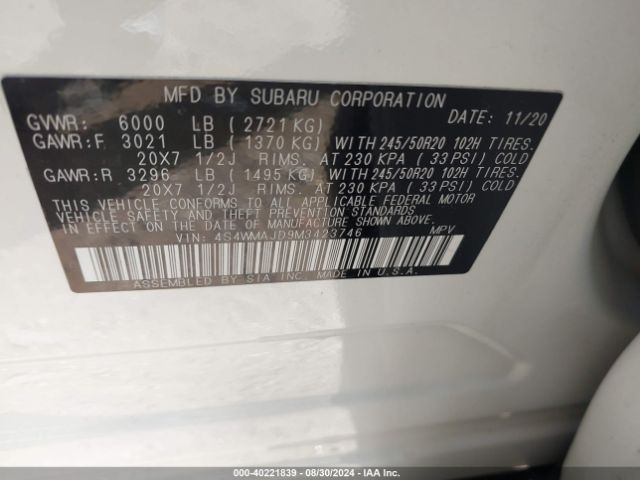 MFD BY SUBARU CORPORATION
DATE: 11/20
GVWR: 6000 LB ( 2721 KG)
GAWR:F 3021 LB ( 1370 KG) WITH 245/50R20 102H TIRES.
20X7 1/2J RIMS. AT 230 KPA ( 33 PSI) COLD
GAWR:R 3296 LB ( 1495 KG) WITH 245/50R20 102H TIRES.
20X7 1/2J RIMS. AT 230 KPA ( 33 PSI) COLD
THIS VEHICLE CONFORMS TO ALL APPLICABLE FEDERAL MOTOR
VEHICLE SAFETY AND THEFT PREVENTION STANDARDS
IN EFFECT ON THE DATE OF MANUFACTURE SHOWN ABOVE.
VIN: 4S4WMAJD9M3423746 MPV
ASSEMBLED BY SIA INC. MADE IN U.S.A.
000-40221839 - 08/30/2024 - IAA Inc.